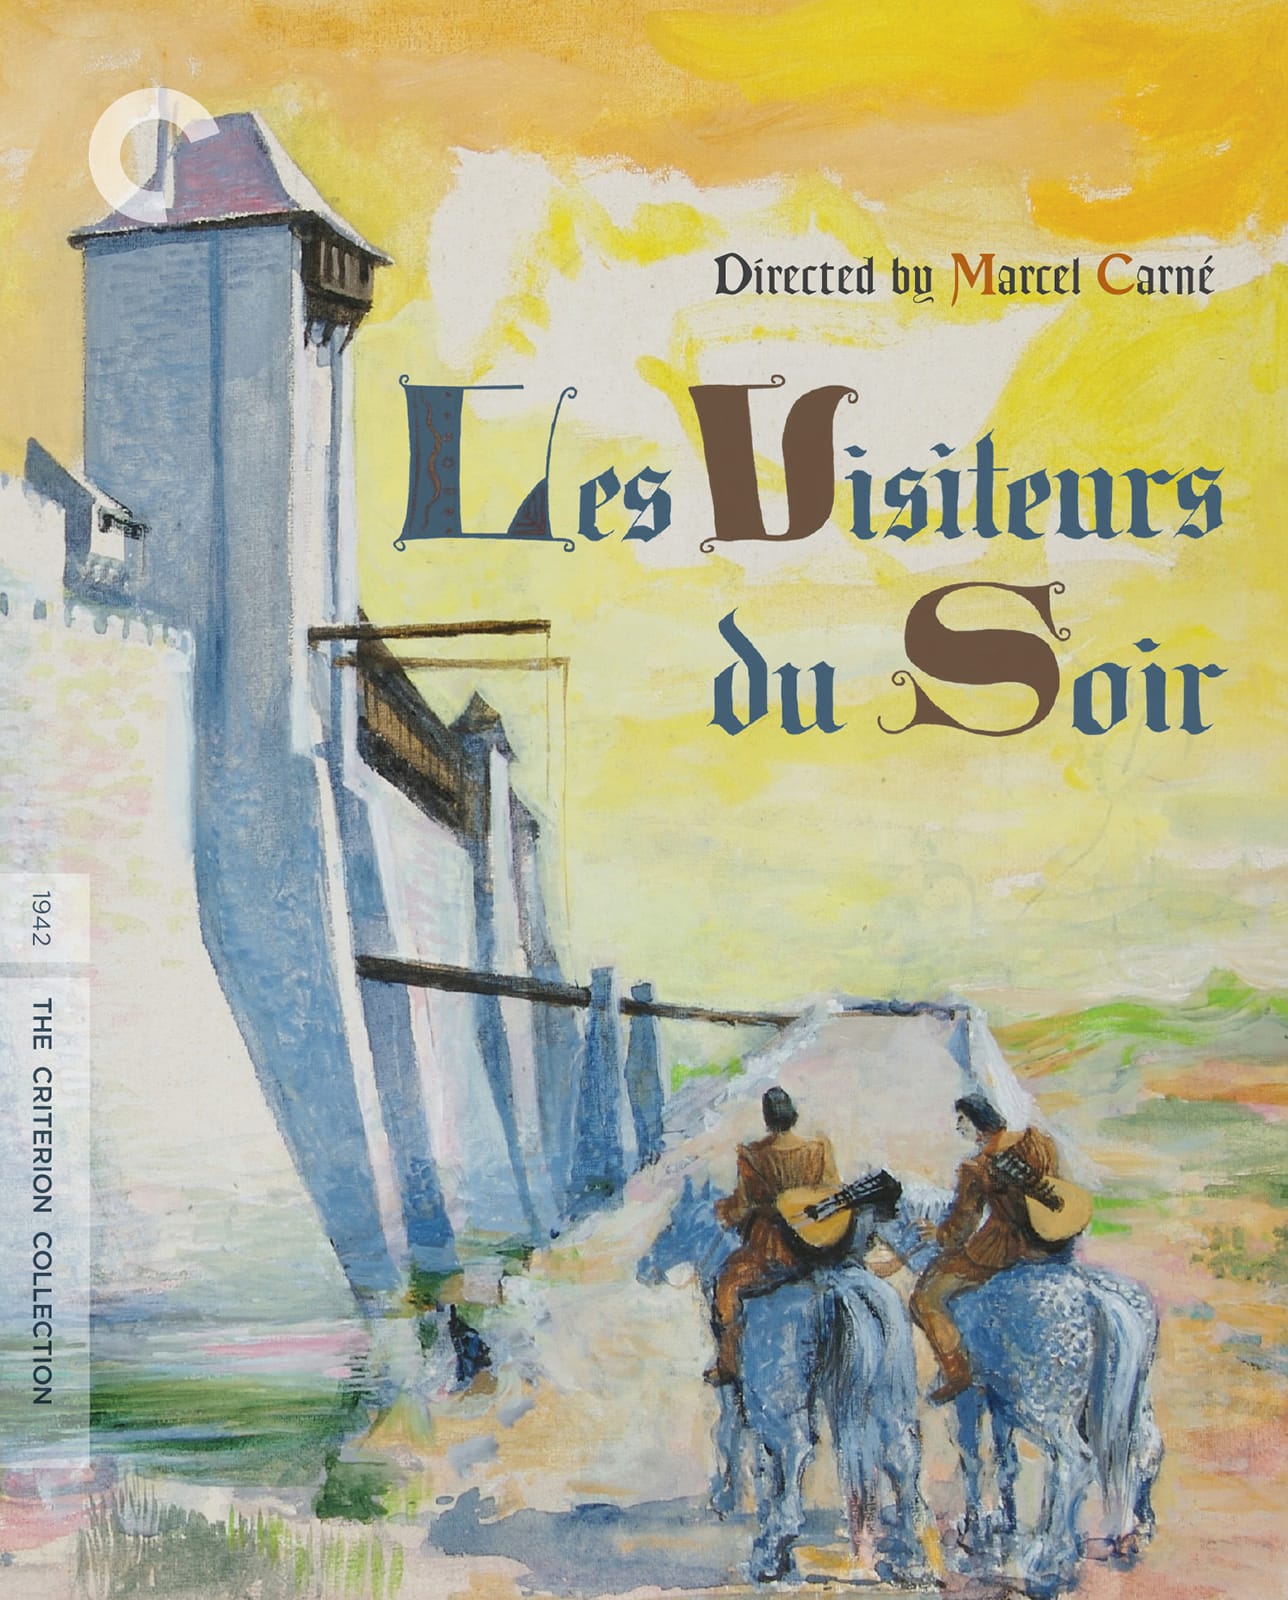 Directed by Marcel Carné
Les Visiteurs
du Soir
1942
THE CRITERION COLLECTION